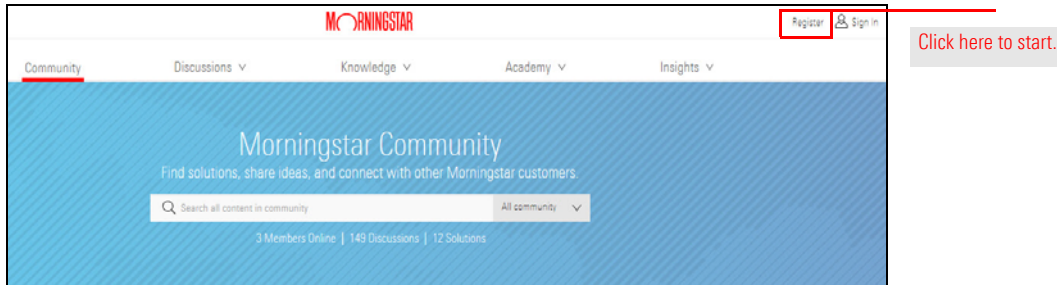 MORNINGSTAR
Register Sign In
Click here to start.
Community Discussions Knowledge Academy Insights
Morningstar Community
Find solutions, share ideas, and connect with other Morningstar customers.
Search all content in community All community
3 Members Online | 149 Discussions | 12 Solutions